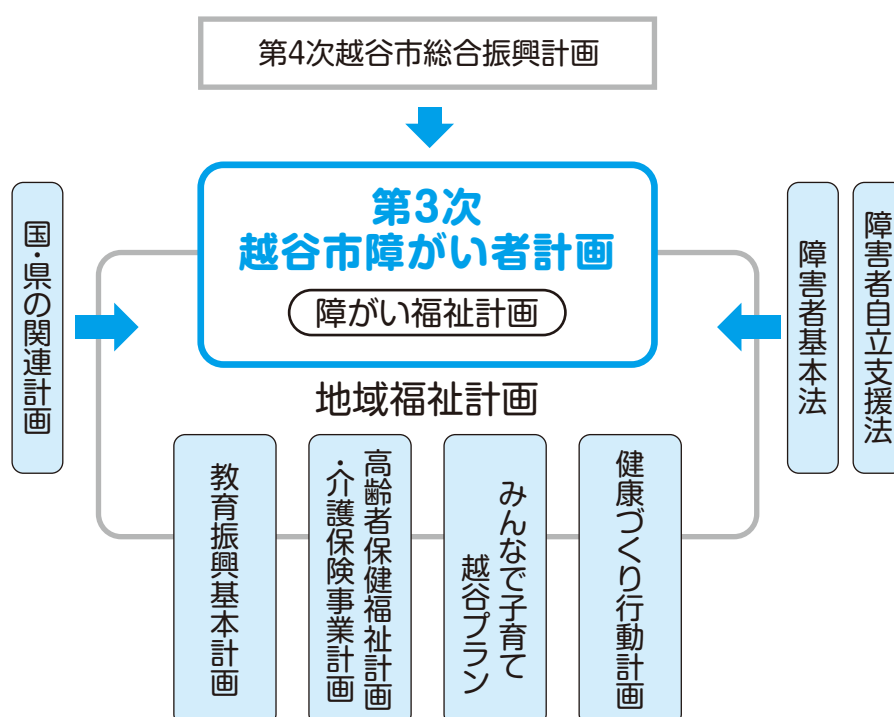 第4次越谷市総合振興計画
第3次
越谷市障がい者計画
障がい福祉計画
国・県の関連計画
障害者基本法
障害者自立支援法
地域福祉計画
教育振興基本計画
高齢者保健福祉計画
・介護保険事業計画
みんなで子育て
越谷プラン
健康づくり行動計画